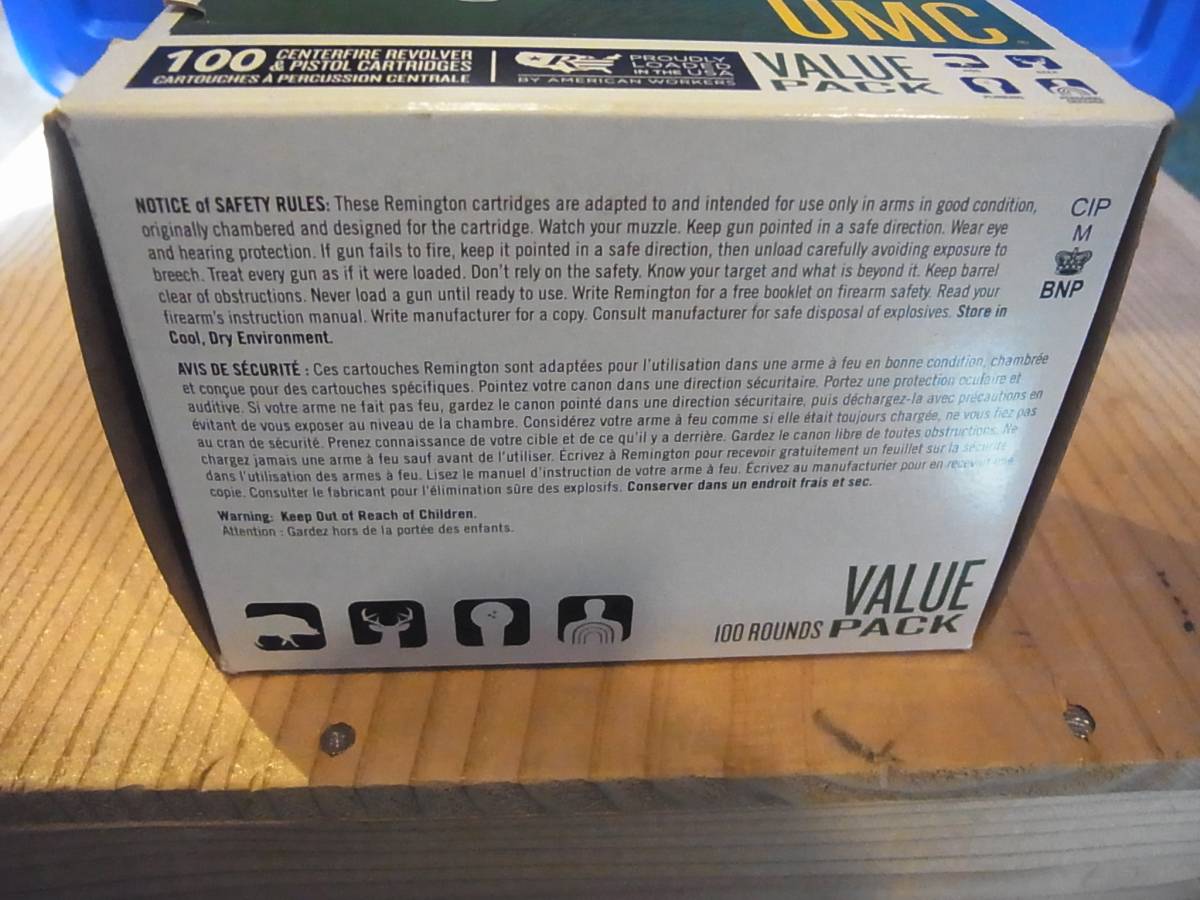 UMC
100 CENTERFIRE REVOLVER
& PISTOL CARTRIDGES
CARTOUCHES À PERCUSSION CENTRALE
R
PROUDLY
LOADED
IN THE USA
BY AMERICAN WORKERS
VALUE
PACK
NOTICE of SAFETY RULES: These Remington cartridges are adapted to and intended for use only in arms in good condition,
originally chambered and designed for the cartridge. Watch your muzzle. Keep gun pointed in a safe direction. Wear eye
and hearing protection. If gun fails to fire, keep it pointed in a safe direction, then unload carefully avoiding exposure to
breech. Treat every gun as if it were loaded. Don't rely on the safety. Know your target and what is beyond it. Keep barrel
clear of obstructions. Never load a gun until ready to use. Write Remington for a free booklet on firearm safety. Read your
firearm's instruction manual. Write manufacturer for a copy. Consult manufacturer for safe disposal of explosives. Store in
Cool, Dry Environment.
CIP
M
BNP
AVIS DE SÉCURITÉ : Ces cartouches Remington sont adaptées pour l'utilisation dans une arme à feu en bonne condition, chambrée
et conçue pour des cartouches spécifiques. Pointez votre canon dans une direction sécuritaire. Portez une protection oculaire et
auditive. Si votre arme ne fait pas feu, gardez le canon pointé dans une direction sécuritaire, puis déchargez-la avec précautions en
évitant de vous exposer au niveau de la chambre. Considérez votre arme à feu comme si elle était toujours chargée, ne vous fiez pas
au cran de sécurité. Prenez connaissance de votre cible et de ce qu'il y a derrière. Gardez le canon libre de toutes obstructions. Ne
chargez jamais une arme à feu sauf avant de l'utiliser. Écrivez à Remington pour recevoir gratuitement un feuillet sur la sécurité
dans l'utilisation des armes à feu. Lisez le manuel d'instruction de votre arme à feu. Écrivez au manufacturier pour en recevoir une
copie. Consulter le fabricant pour l'élimination sûre des explosifs. Conserver dans un endroit frais et sec.
Warning: Keep Out of Reach of Children.
Attention : Gardez hors de la portée des enfants.
100 ROUNDS VALUE
PACK